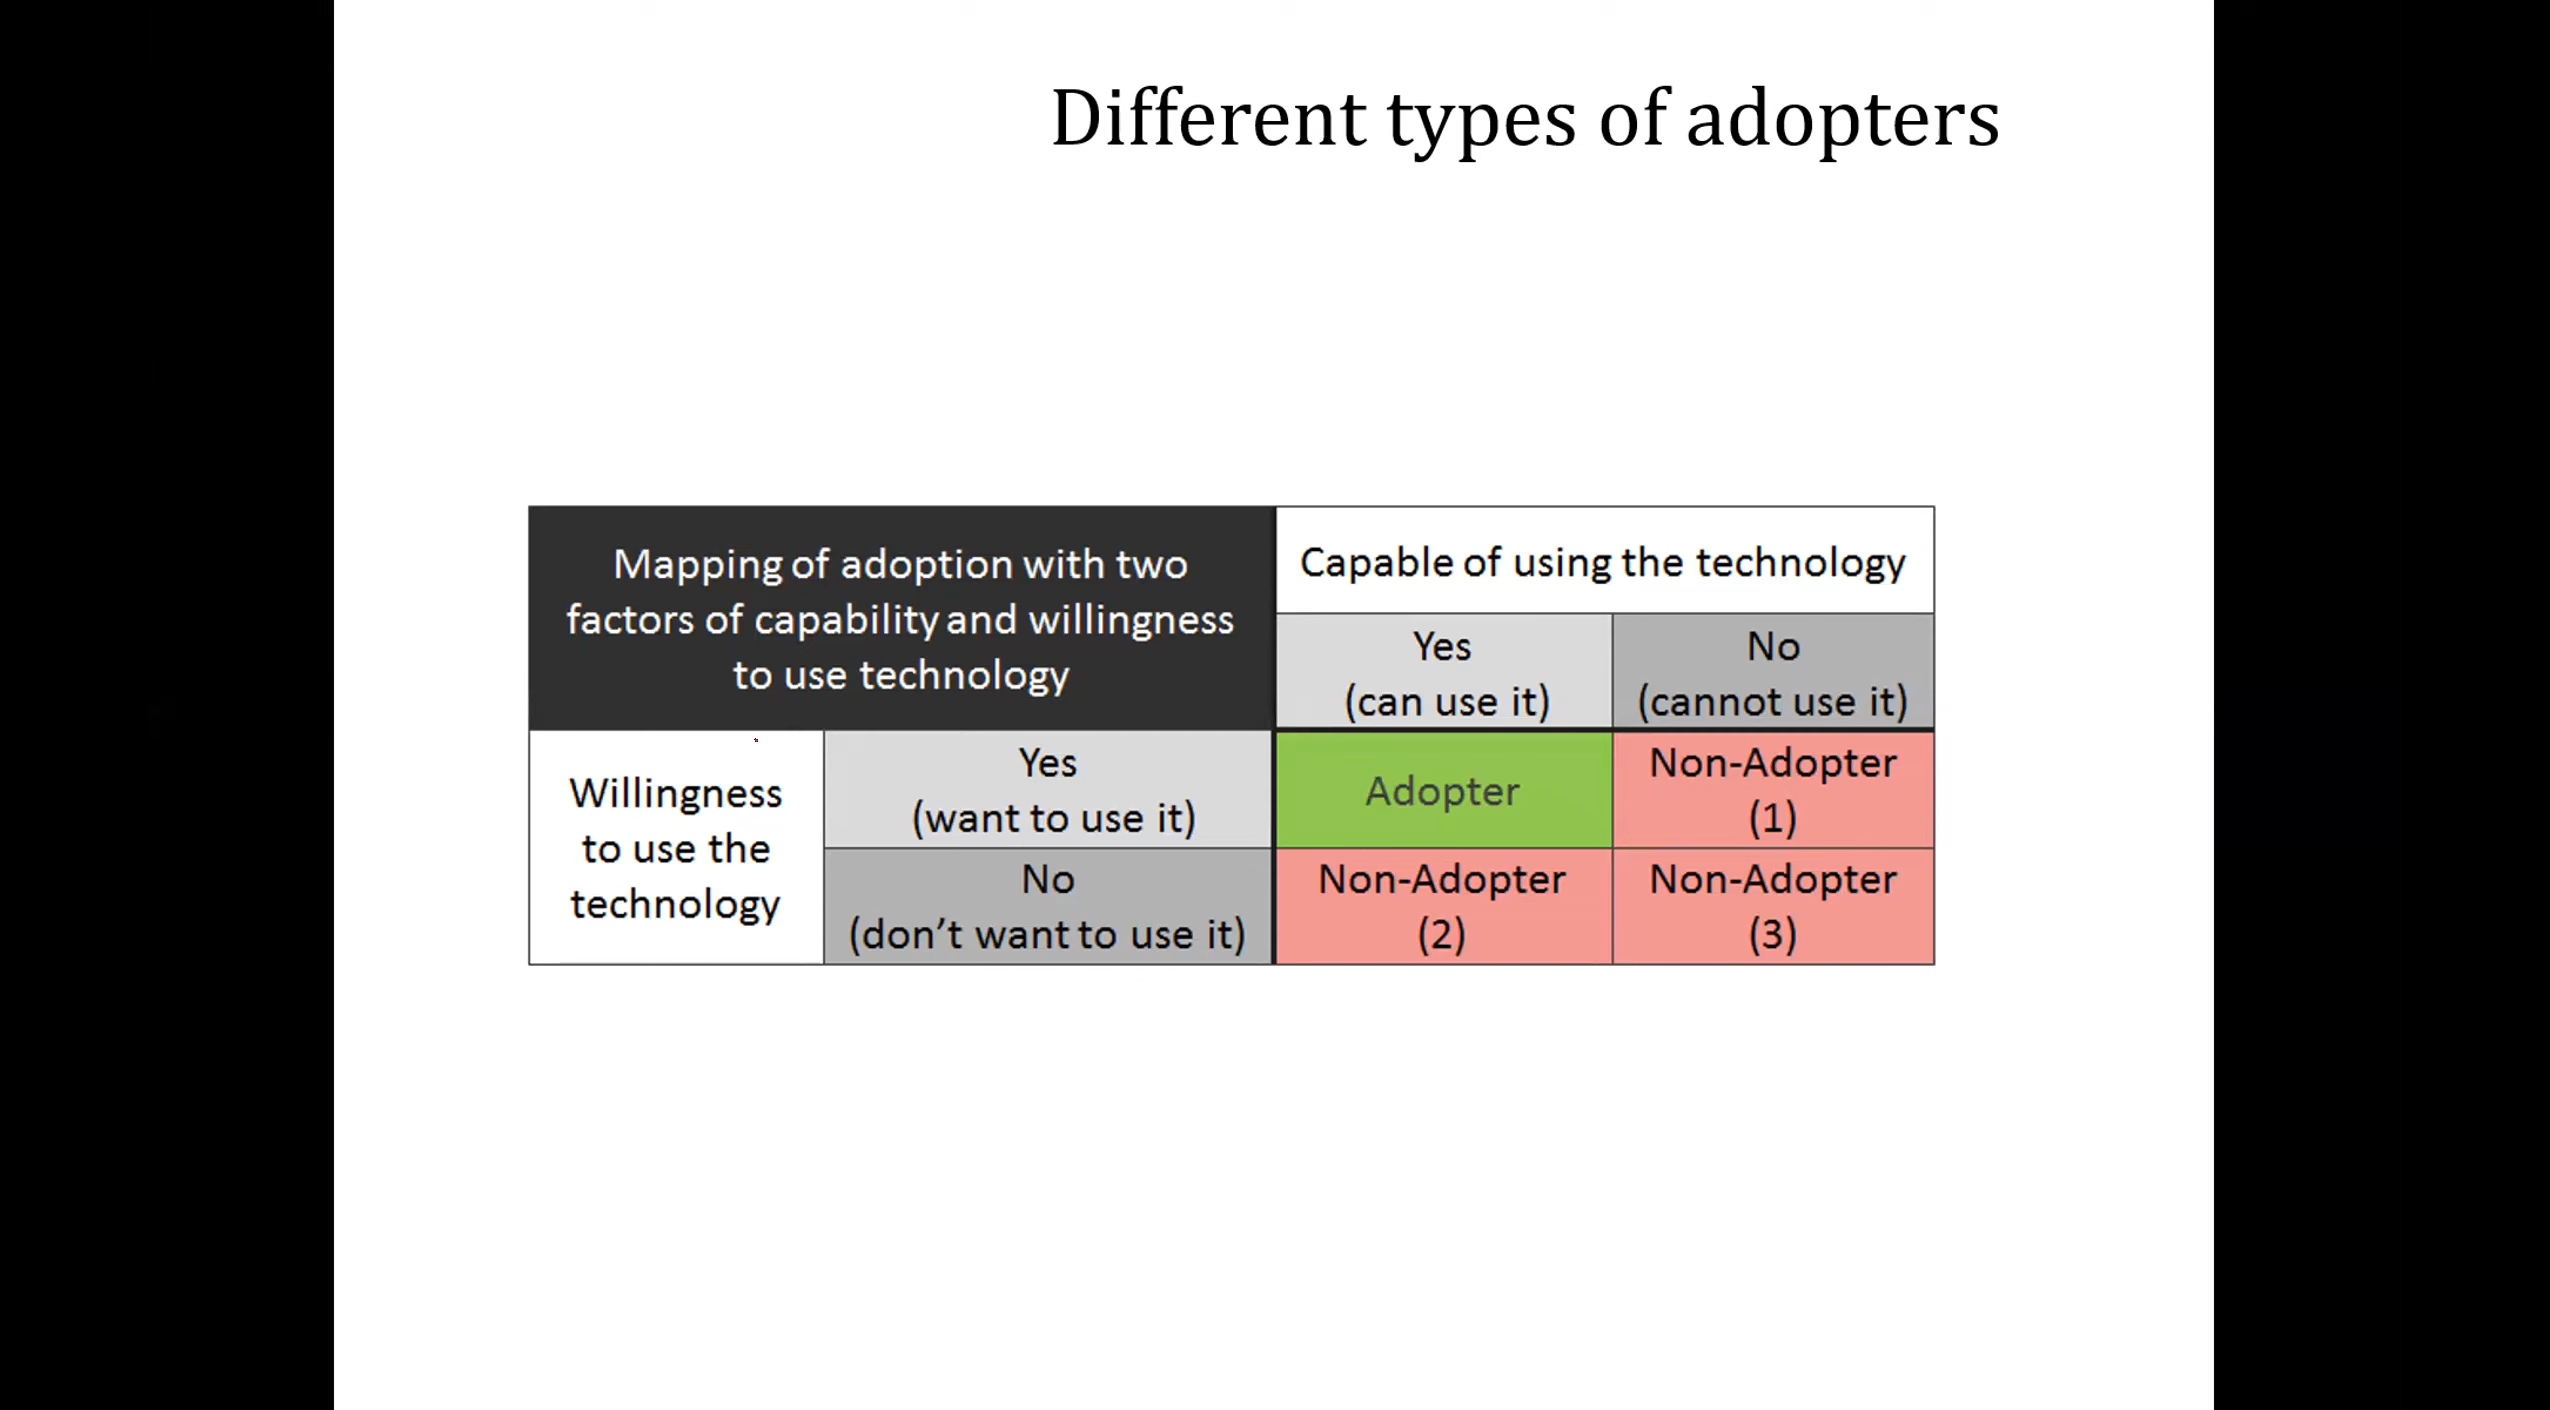 Different types of adopters
Mapping of adoption with two
factors of capability and willingness
to use technology
Capable of using the technology
Yes
(can use it)
No
(cannot use it)
Willingness
to use the
technology
Yes
(want to use it)
Adopter
Non-Adopter
(1)
No
(don’t want to use it)
Non-Adopter
(2)
Non-Adopter
(3)